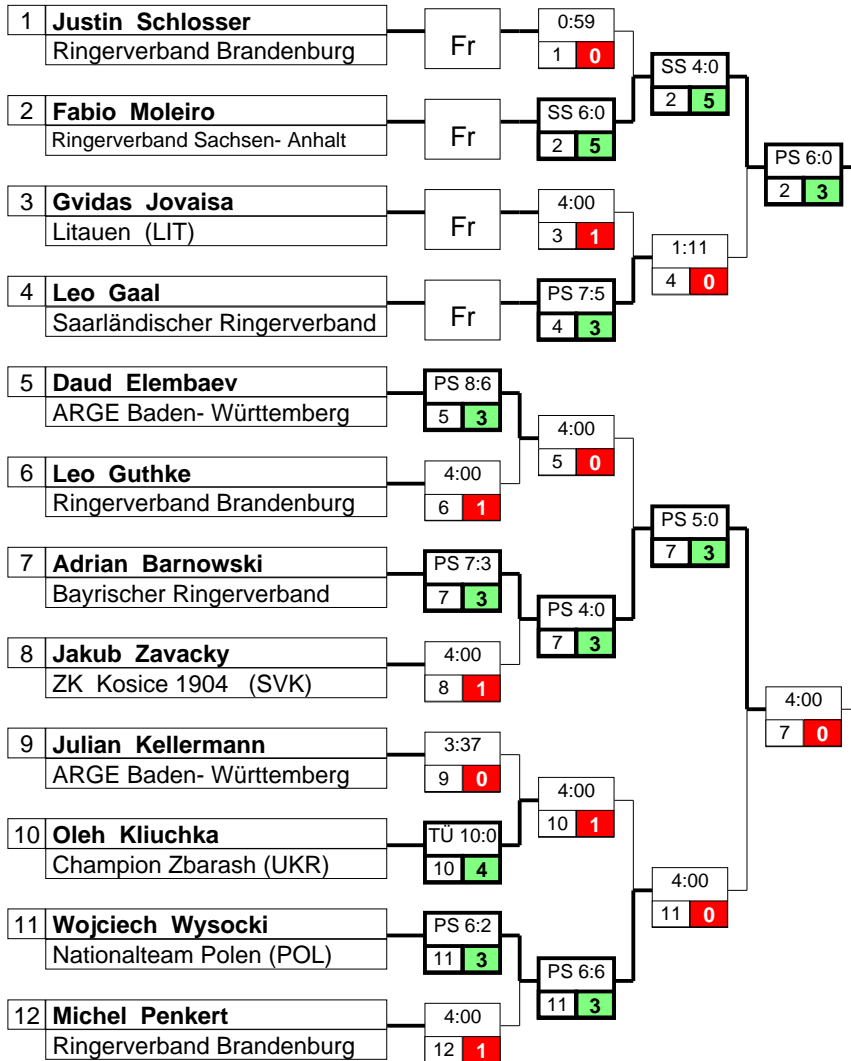 1 Justin Schlosser
Ringerverband Brandenburg
Fr
0:59
1 0
SS 4:0
2 5
2 Fabio Moleiro
Ringerverband Sachsen- Anhalt
Fr
SS 6:0
2 5
PS 6:0
2 3
3 Gvidas Jovaisa
Litauen (LIT)
Fr
4:00
3 1
1:11
4 0
4 Leo Gaal
Saarländischer Ringerverband
Fr
PS 7:5
4 3
5 Daud Elembaev
ARGE Baden- Württemberg
PS 8:6
5 3
4:00
5 0
6 Leo Guthke
Ringerverband Brandenburg
4:00
6 1
PS 5:0
7 3
7 Adrian Barnowski
Bayrischer Ringerverband
PS 7:3
7 3
PS 4:0
7 3
8 Jakub Zavacky
ZK Kosice 1904 (SVK)
4:00
8 1
4:00
7 0
9 Julian Kellermann
ARGE Baden- Württemberg
3:37
9 0
4:00
10 1
10 Oleh Kliuchka
Champion Zbarash (UKR)
TÜ 10:0
10 4
4:00
11 0
11 Wojciech Wysocki
Nationalteam Polen (POL)
PS 6:2
11 3
PS 6:6
11 3
12 Michel Penkert
Ringerverband Brandenburg
4:00
12 1